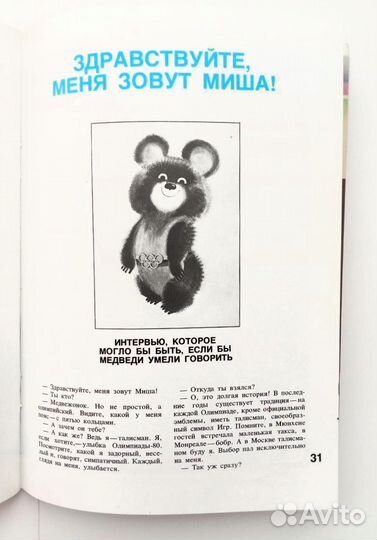 ЗДРАВСТВУЙТЕ,
МЕНЯ ЗОВУТ МИША!
ИНТЕРВЬЮ, КОТОРОЕ
МОГЛО БЫ БЫТЬ, ЕСЛИ БЫ
МЕДВЕДИ УМЕЛИ ГОВОРИТЬ
— Здравствуйте, меня зовут Миша!
— Ты кто?
— Медвежонок. Но не простой, а
олимпийский. Видите, какой у меня
пояс — с пятью кольцами.
— А зачем он тебе?
— А как же? Ведь я — талисман. Я,
если хотите, — улыбка Олимпиады-80.
Посмотрите, какой я задорный, весе-
лый и, говорят, симпатичный. Каждый,
глядя на меня, улыбается.
— Откуда ты взялся?
— О, это долгая история! В послед-
ние годы существует традиция — на
каждой Олимпиаде, кроме официальной
эмблемы, иметь талисман, своеобраз-
ный символ Игр. Помните, в Мюнхене
гостей встречала маленькая такса, в
Монреале — бобр. А в Москве талисма-
ном буду я. Выбор пал исключительно
на меня.
— Так уж сразу?
31
Avito